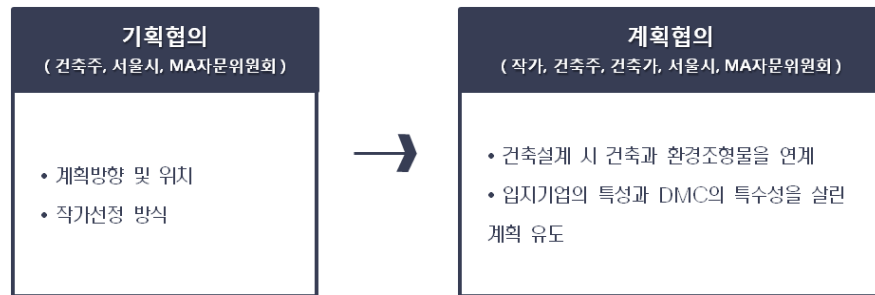 기획협의
( 건축주, 서울시, MA자문위원회 )
• 계획방향 및 위치
• 작가선정 방식
계획협의
( 작가, 건축주, 건축가, 서울시, MA자문위원회 )
• 건축설계 시 건축과 환경조형물을 연계
• 입지기업의 특성과 DMC의 특수성을 살린
계획 유도